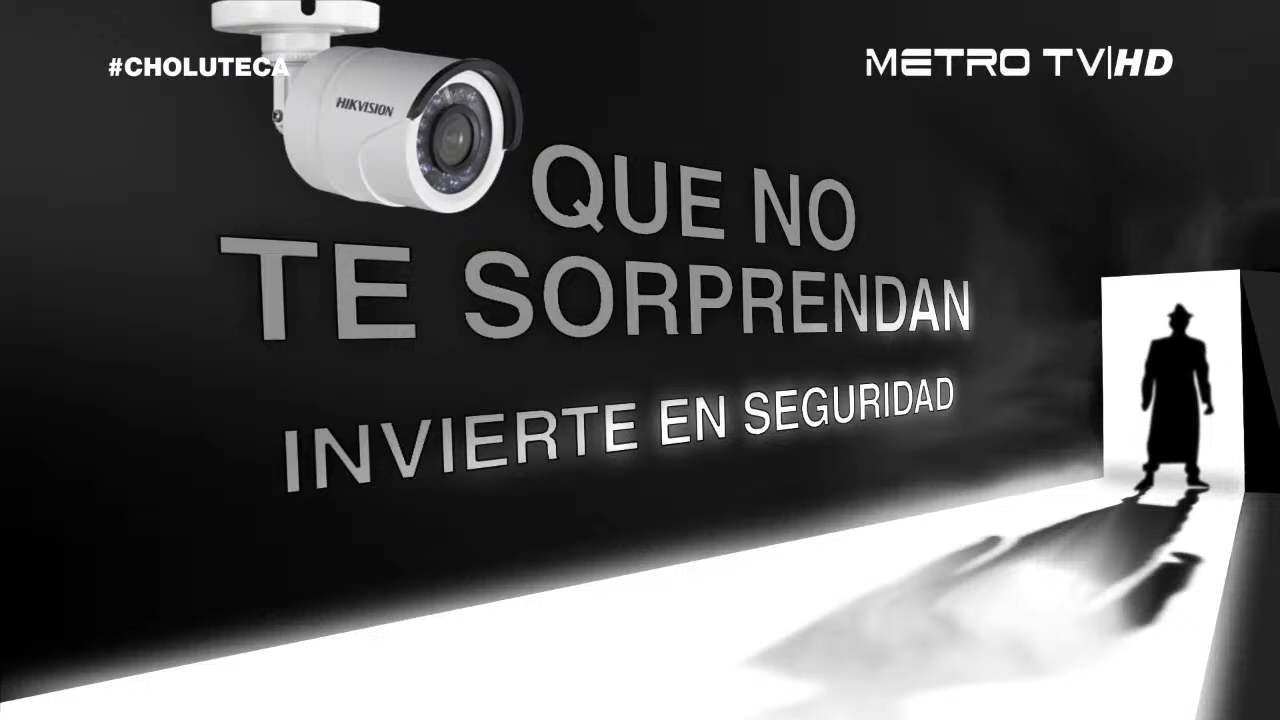 #CHOLUTECA
METRO TV|HD
HIKVISION
QUE NO
TE SORPRENDAN
INVIERTE EN SEGURIDAD